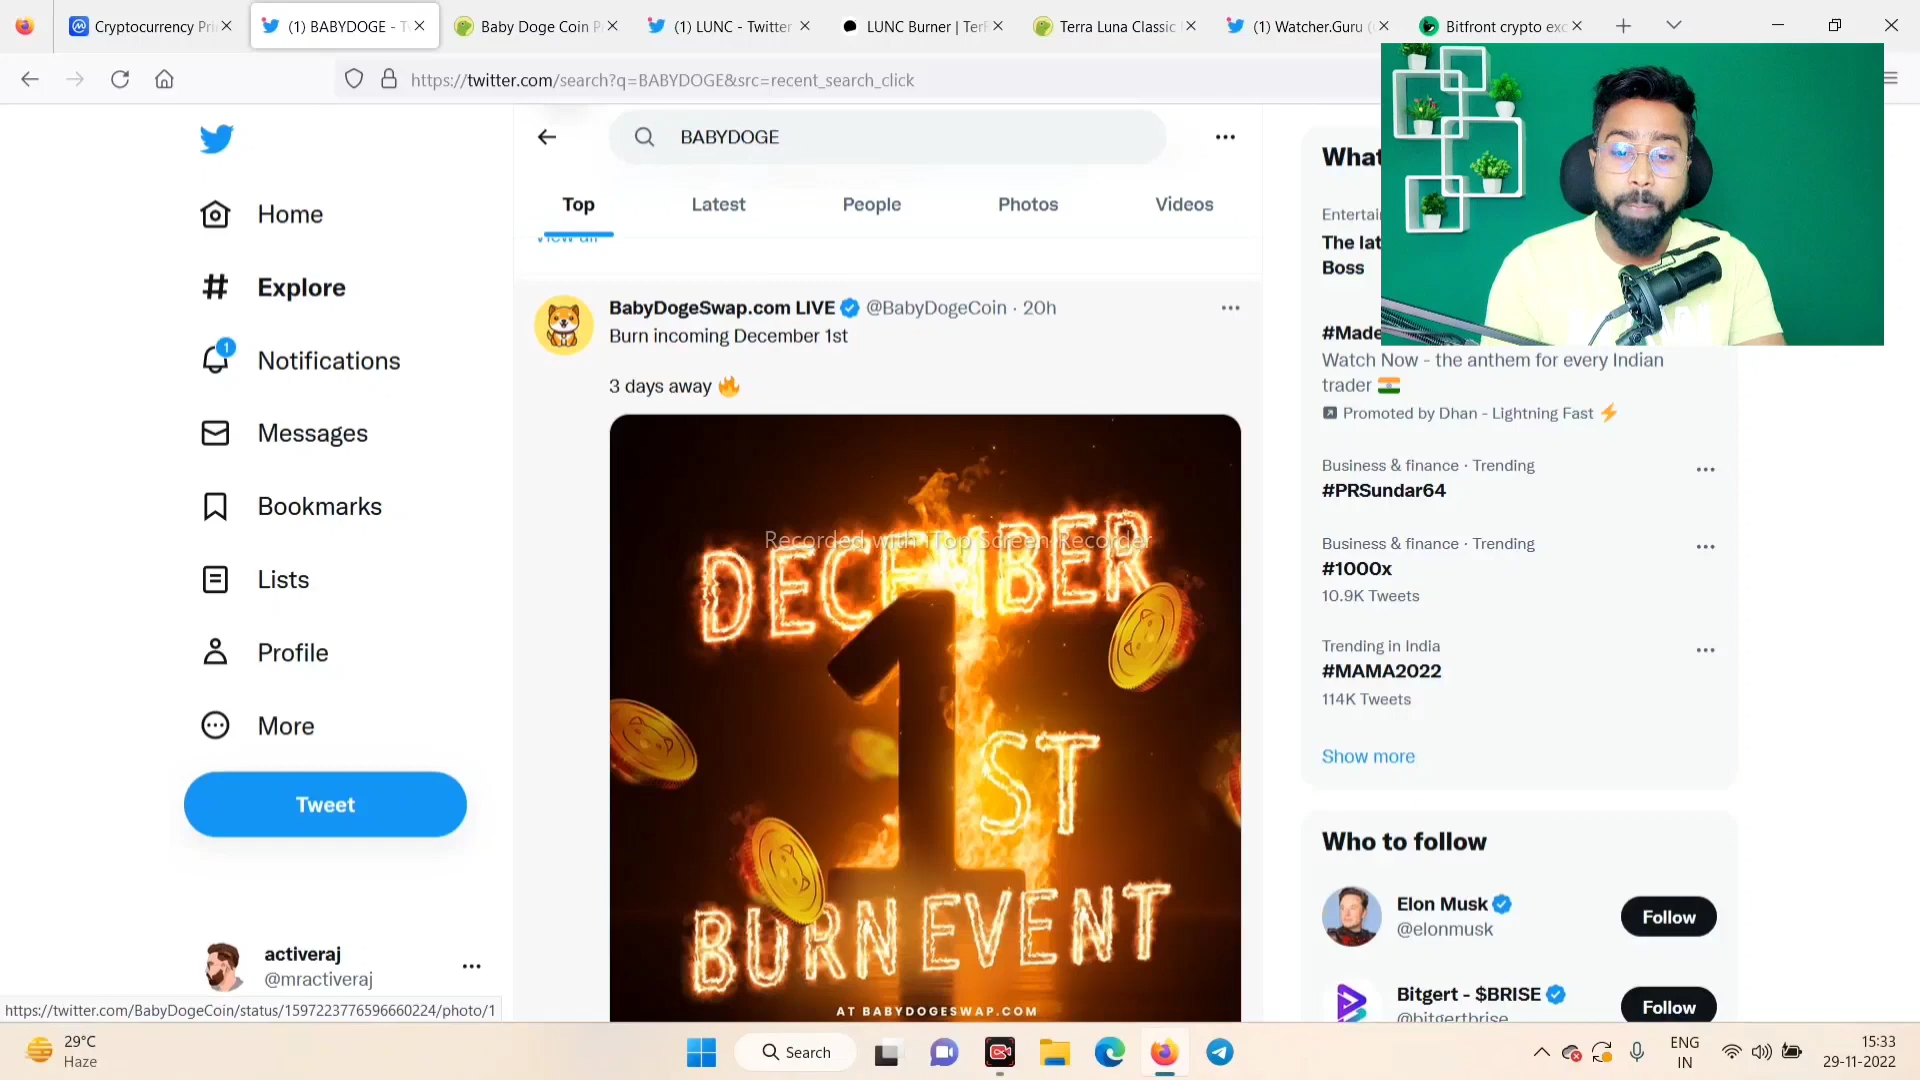 Cryptocurrency Pri
(1) BABYDOGE - T
Baby Doge Coin P
(1) LUNC - Twitter
LUNC Burner | Ter
Terra Luna Classic
(1) Watcher.Guru (
Bitfront crypto exc
https://twitter.com/search?q=BABYDOGE&src=recent_search_click
BABYDOGE
Top
Latest
People
Photos
Videos
View all
Home
Explore
1
Notifications
Messages
Bookmarks
Lists
Profile
More
Tweet
activeraj
@mractiveraj
BabyDogeSwap.com LIVE @BabyDogeCoin · 20h
Burn incoming December 1st
3 days away 🔥
Recorded with iTop Screen Recorder
DECEMBER
1
ST
BURN EVENT
AT BABYDOGESWAP.COM
What
Entertai
The lat
Boss
#Made
Watch Now - the anthem for every Indian
trader 🇮🇳
Promoted by Dhan - Lightning Fast ⚡
Business & finance · Trending
#PRSundar64
Business & finance · Trending
#1000x
10.9K Tweets
Trending in India
#MAMA2022
114K Tweets
Show more
Who to follow
Elon Musk
@elonmusk
Follow
Bitgert - $BRISE
@bitgertbrise
Follow
https://twitter.com/BabyDogeCoin/status/1597223776596660224/photo/1
29°C
Haze
Search
ENG
IN
15:33
29-11-2022